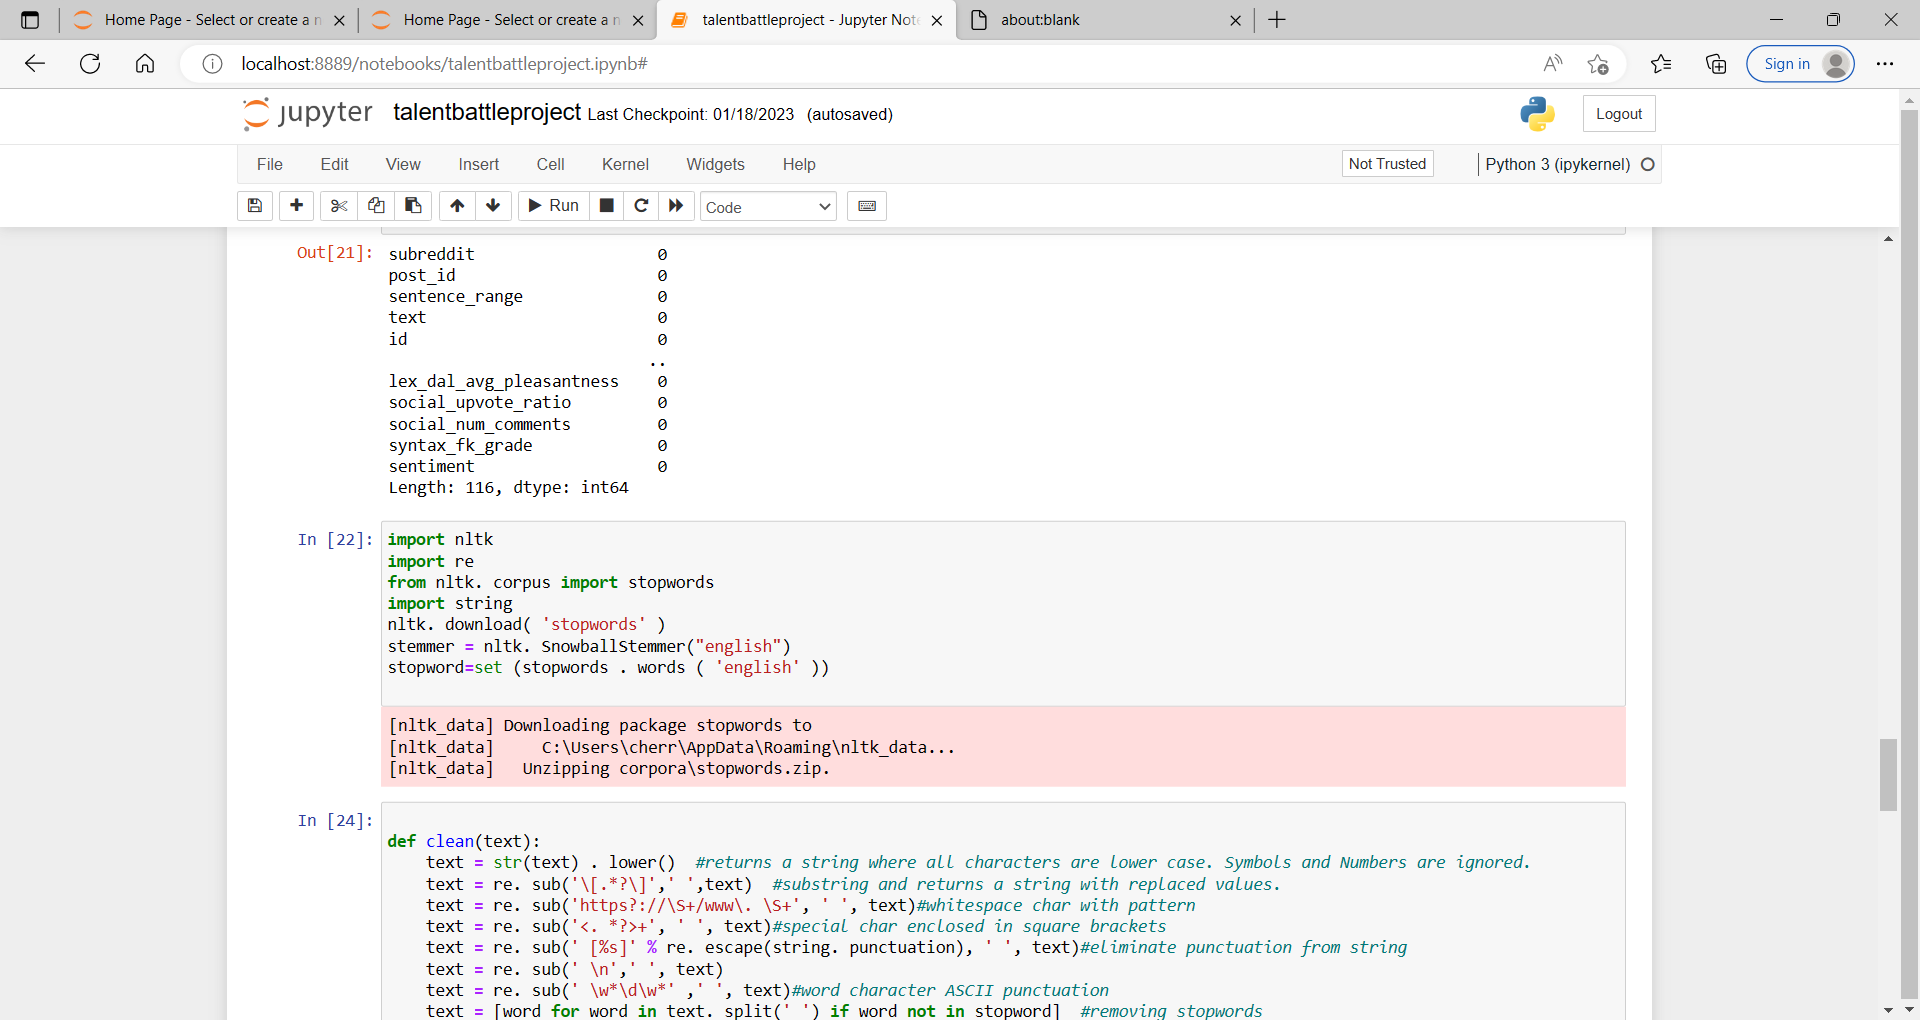 Home Page - Select or create a n
Home Page - Select or create a n
talentbattleproject - Jupyter Note
about:blank
localhost:8889/notebooks/talentbattleproject.ipynb#
Sign in
jupyter talentbattleproject Last Checkpoint: 01/18/2023 (autosaved)
Logout
File Edit View Insert Cell Kernel Widgets Help
Not Trusted
Python 3 (ipykernel)
Run
Code
Out[21]: subreddit 0
post_id 0
sentence_range 0
text 0
id 0
..
lex_dal_avg_pleasantness 0
social_upvote_ratio 0
social_num_comments 0
syntax_fk_grade 0
sentiment 0
Length: 116, dtype: int64
In [22]: import nltk
import re
from nltk. corpus import stopwords
import string
nltk. download( 'stopwords' )
stemmer = nltk. SnowballStemmer("english")
stopword=set (stopwords . words ( 'english' ))
[nltk_data] Downloading package stopwords to
[nltk_data]     C:\Users\cherr\AppData\Roaming\nltk_data...
[nltk_data]   Unzipping corpora\stopwords.zip.
In [24]:
def clean(text):
    text = str(text) . lower()  #returns a string where all characters are lower case. Symbols and Numbers are ignored.
    text = re. sub('\[.*?\]',' ',text)  #substring and returns a string with replaced values.
    text = re. sub('https?://\S+/www\. \S+', ' ', text)#whitespace char with pattern
    text = re. sub('<. *?>+', ' ', text)#special char enclosed in square brackets
    text = re. sub(' [%s]' % re. escape(string. punctuation), ' ', text)#eliminate punctuation from string
    text = re. sub(' \n',' ', text)
    text = re. sub(' \w*\d\w*' ,' ', text)#word character ASCII punctuation
    text = [word for word in text. split(' ') if word not in stopword]  #removing stopwords